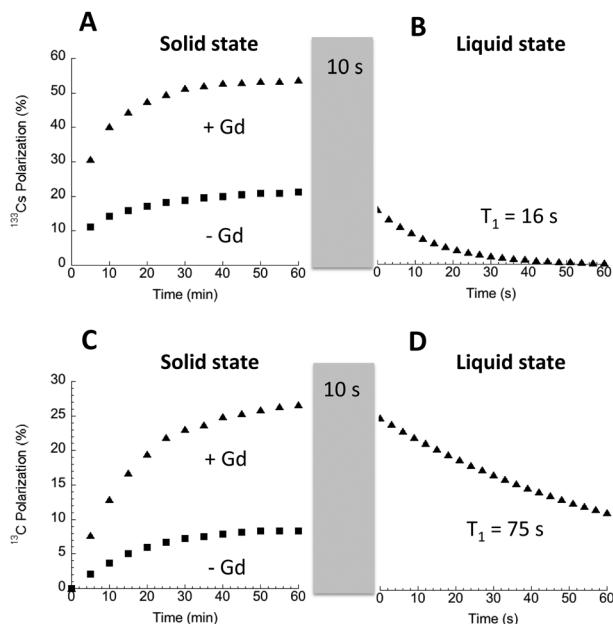 A
Solid state
60
50
40
30
20
10
0
133Cs Polarization (%)
+ Gd
- Gd
0 10 20 30 40 50 60
Time (min)
10 s
B
Liquid state
T1 = 16 s
0 10 20 30 40 50 60
Time (s)
C
Solid state
30
25
20
15
10
5
0
13C Polarization (%)
+ Gd
- Gd
0 10 20 30 40 50 60
Time (min)
10 s
D
Liquid state
T1 = 75 s
0 10 20 30 40 50 60
Time (s)